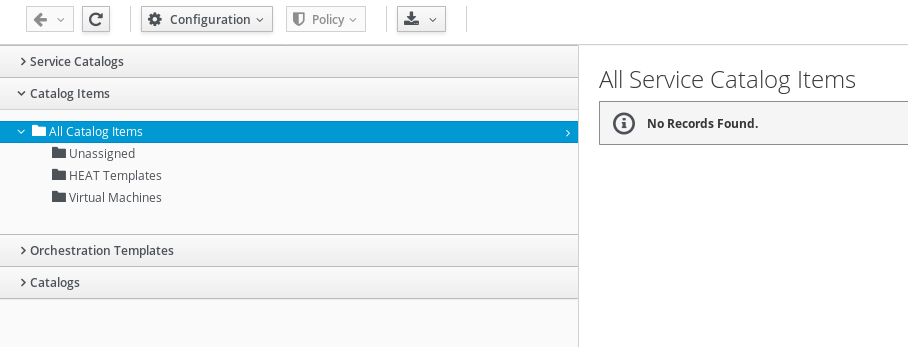 Configuration Policy
Service Catalogs
Catalog Items
All Catalog Items
Unassigned
HEAT Templates
Virtual Machines
Orchestration Templates
Catalogs
All Service Catalog Items
No Records Found.